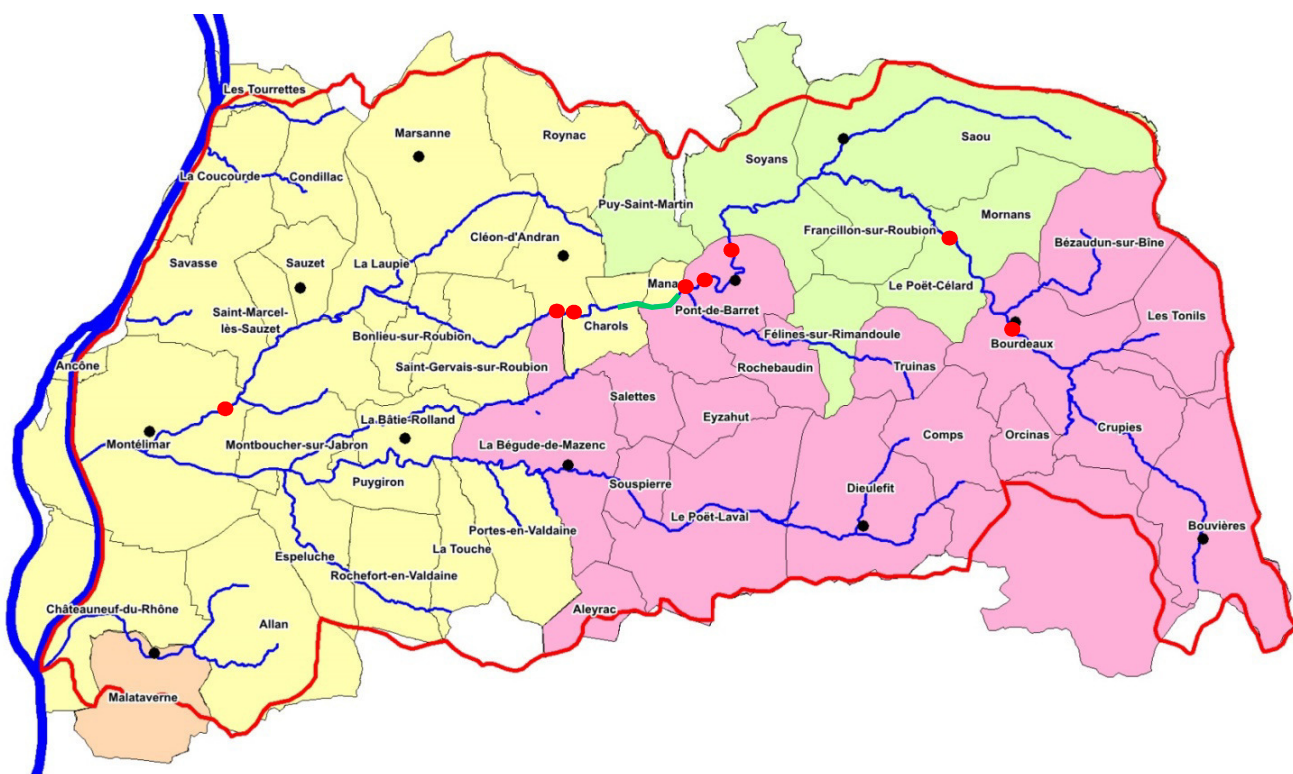 Les Tourrettes
Marsanne
Roynac
Saou
Soyans
La Coucourde
Condillac
Puy-Saint-Martin
Mornans
Francillon-sur-Roubion
Cléon-d'Andran
Bézaudun-sur-Bîne
Savasse
Sauzet
La Laupie
Mana
Le Poët-Célard
Saint-Marcel-
lès-Sauzet
Pont-de-Barret
Les Tonils
Charols
Bonlieu-sur-Roubion
Félines-sur-Rimandoule
Bourdeaux
Ancône
Saint-Gervais-sur-Roubion
Rochebaudin
Truinas
Salettes
La Bâtie-Rolland
Eyzahut
Crupies
Montélimar
Montboucher-sur-Jabron
La Bégude-de-Mazenc
Comps
Orcinas
Puygiron
Souspierre
Dieulefit
Le Poët-Laval
Bouvières
Portes-en-Valdaine
Espeluche
La Touche
Rochefort-en-Valdaine
Châteauneuf-du-Rhône
Aleyrac
Allan
Malataverne